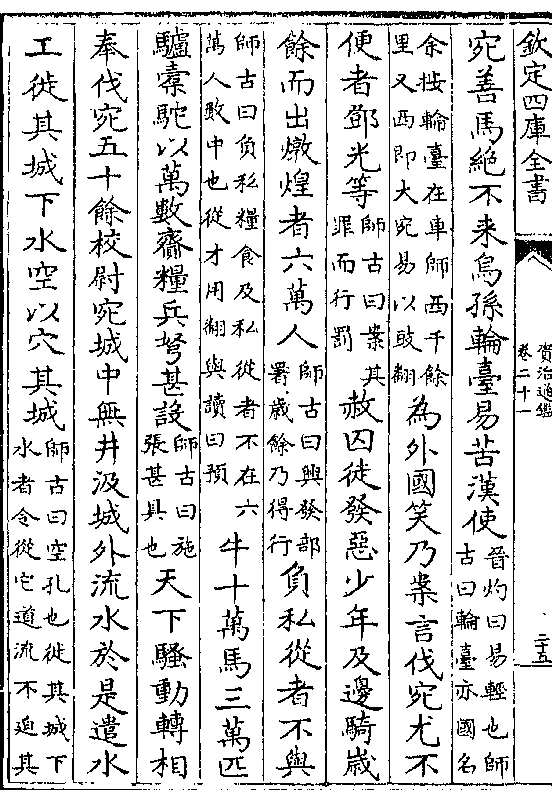 欽定四庫全書
資治通鑑
卷二十一
二十五
宛善馬絶不来烏孫輪臺易苦漢使晉灼曰易輕也師
古曰輪臺亦國名
余按輪臺在車師西千餘
里又西即大宛易以豉翻為外國笑乃案言伐宛尤不
便者鄧光等師古曰案其
罪而行罰赦囚徒發惡少年及邊騎歲
餘而出燉煌者六萬人師古曰興發部
署歲餘乃得行負私從者不與
師古曰負私糧食及私從者不在六
萬人數中也從才用翻與讀曰預牛十萬馬三萬匹
驢橐駝以萬數齎糧兵弩甚設師古曰施
張甚具也天下騷動轉相
奉伐宛五十餘校尉宛城中無井汲城外流水於是遣水
工徙其城下水空以穴其城師古曰空孔也徙其城下
水者令從它道流不迫其